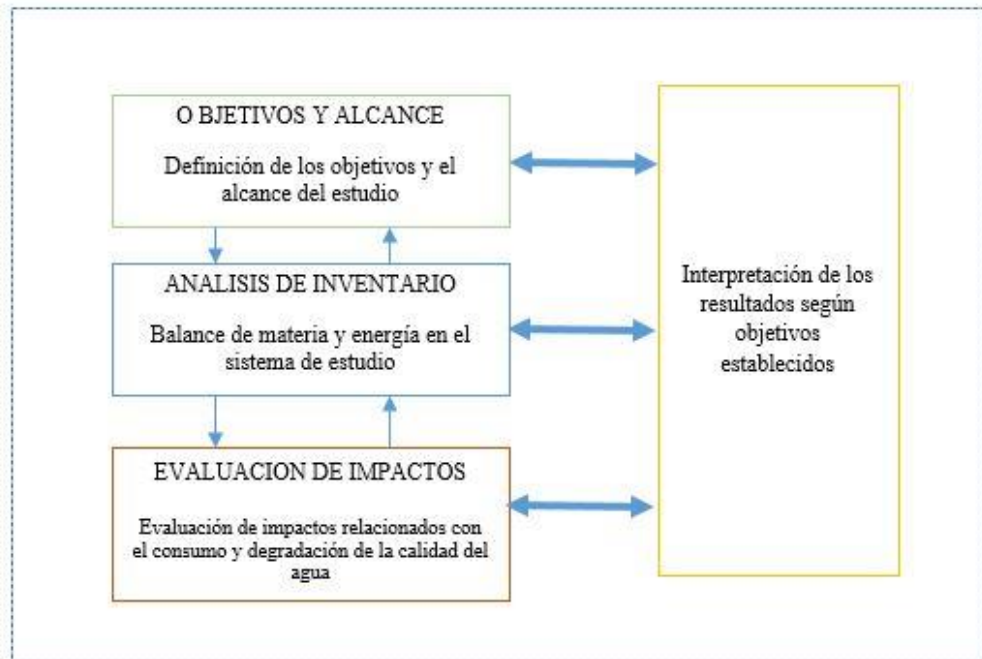 O BJETIVOS Y ALCANCE
Definición de los objetivos y el
alcance del estudio
ANALISIS DE INVENTARIO
Balance de materia y energía en el
sistema de estudio
EVALUACION DE IMPACTOS
Evaluación de impactos relacionados con
el consumo y degradación de la calidad del
agua
Interpretación de los
resultados según
objetivos
establecidos